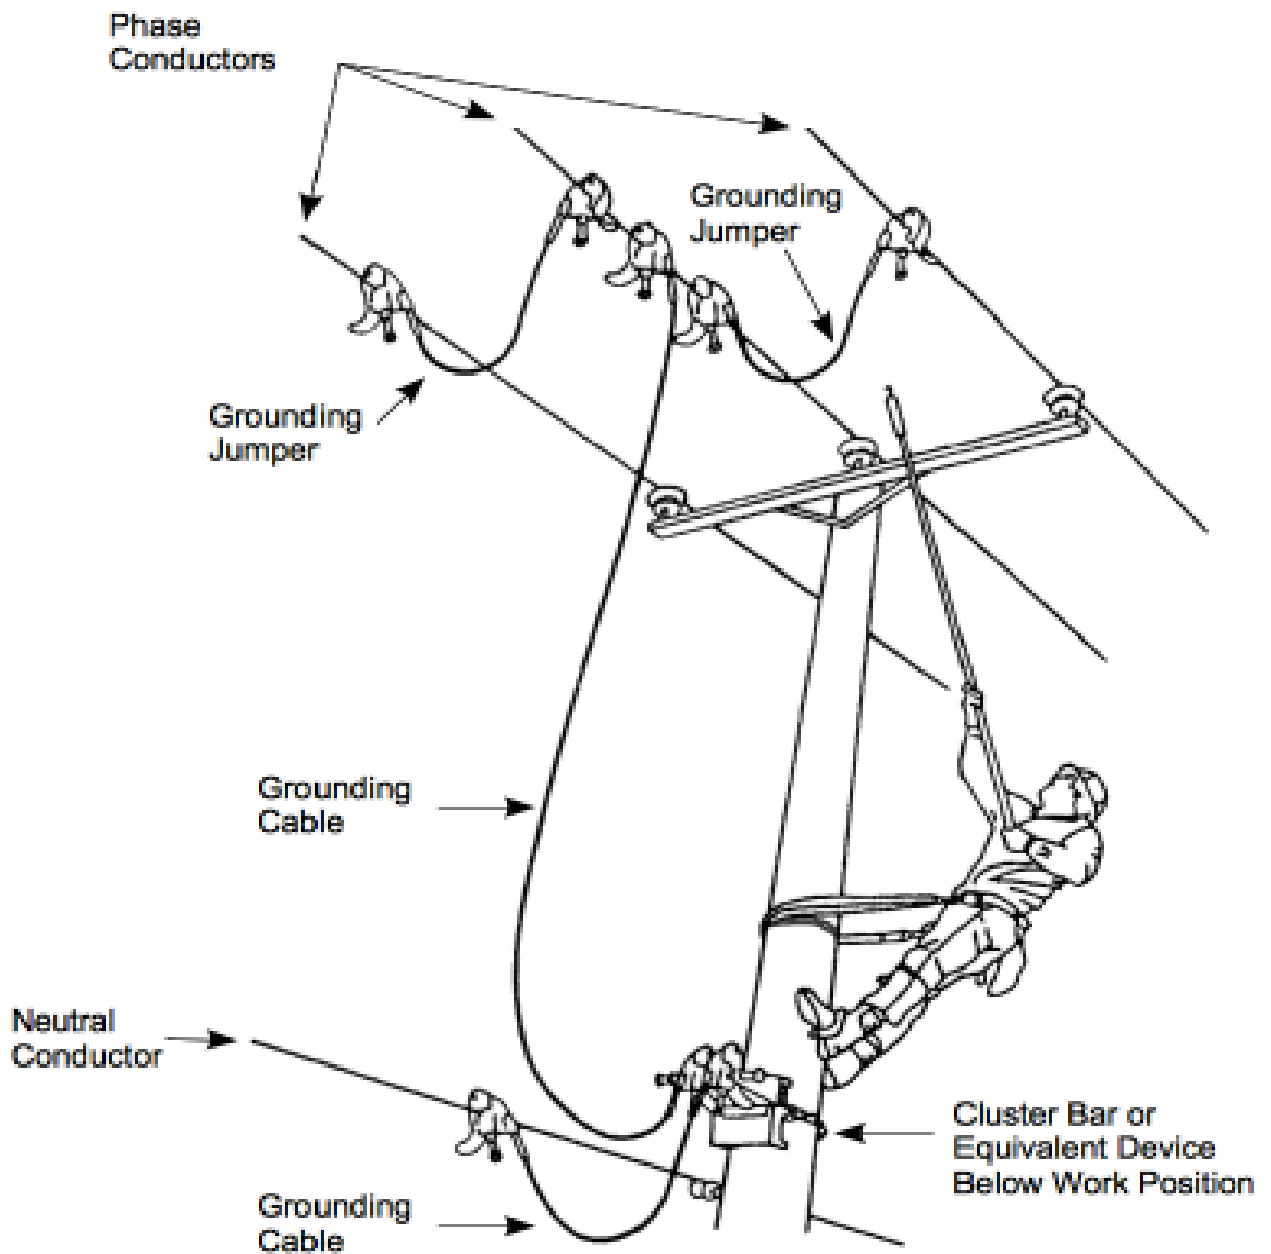 Phase
Conductors
Grounding
Jumper
Grounding
Jumper
Grounding
Cable
Neutral
Conductor
Cluster Bar or
Equivalent Device
Below Work Position
Grounding
Cable